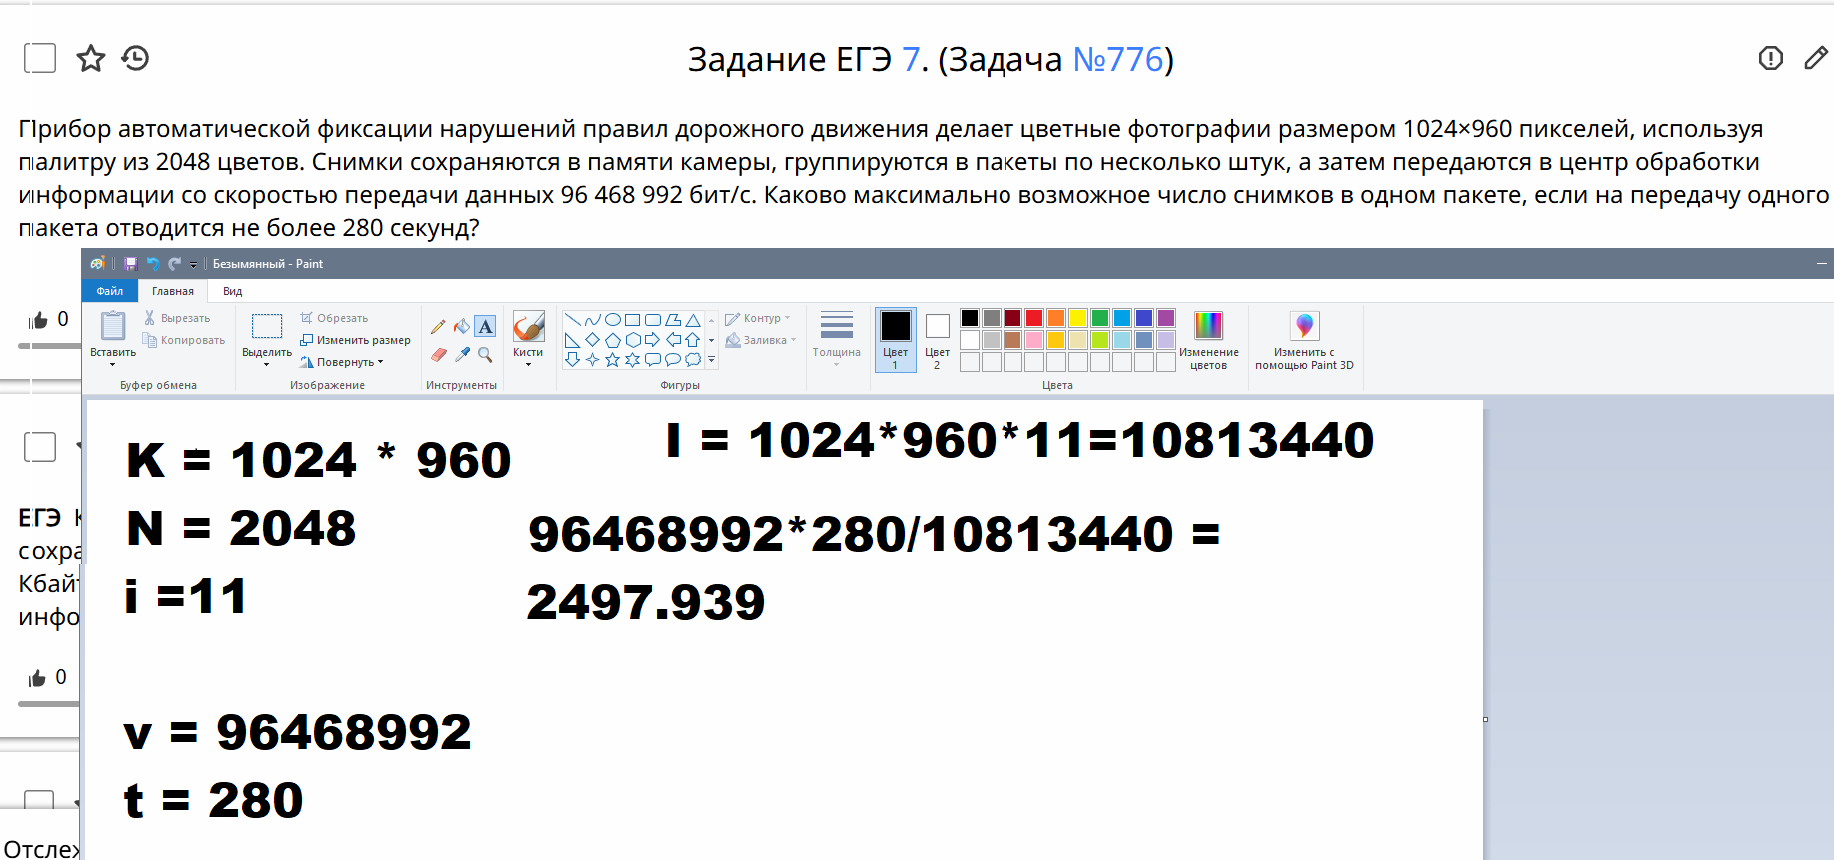 Задание ЕГЭ 7. (Задача №776)
Прибор автоматической фиксации нарушений правил дорожного движения делает цветные фотографии размером 1024×960 пикселей, используя
палитру из 2048 цветов. Снимки сохраняются в памяти камеры, группируются в пакеты по несколько штук, а затем передаются в центр обработки
информации со скоростью передачи данных 96 468 992 бит/с. Каково максимально возможное число снимков в одном пакете, если на передачу одного
пакета отводится не более 280 секунд?
Безымянный - Paint
Файл Главная Вид
0
Вставить
Вырезать
Копировать
Буфер обмена
Выделить
Обрезать
Изменить размер
Повернуть
Изображение
Инструменты
Кисти
Фигуры
Контур
Заливка
Толщина
Цвет 1
Цвет 2
Цвета
Изменение цветов
Изменить с помощью Paint 3D
K = 1024 * 960
N = 2048
i =11
v = 96468992
t = 280
I = 1024*960*11=10813440
96468992*280/10813440 =
2497.939
ЕГЭ
сохра
Кбайт
инфо
0
Отслеж